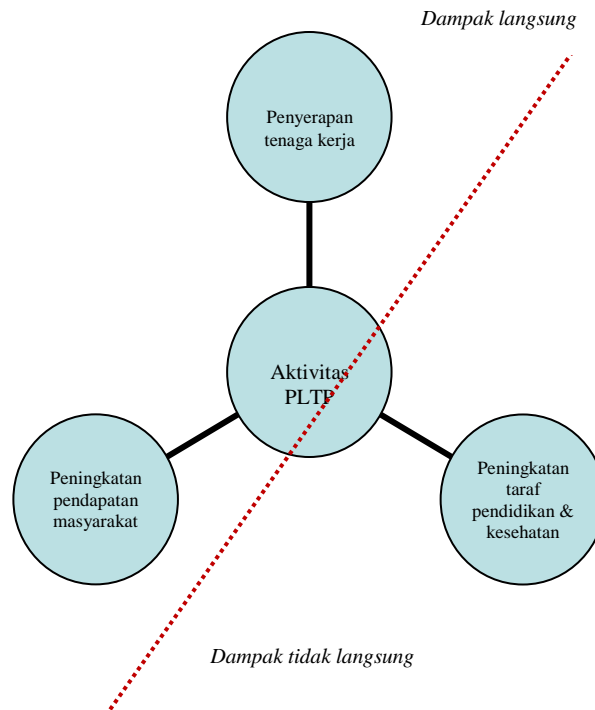 Dampak langsung
Penyerapan
tenaga kerja
Aktivitas
PLTP
Peningkatan
pendapatan
masyarakat
Peningkatan
taraf
pendidikan &
kesehatan
Dampak tidak langsung